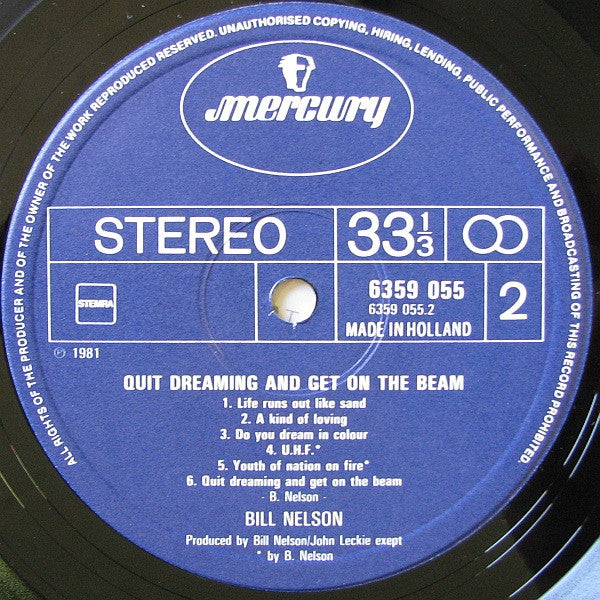 ALL RIGHTS OF THE PRODUCER AND OF THE OWNER OF THE WORK REPRODUCED RESERVED. UNAUTHORISED COPYING, HIRING, LENDING, PUBLIC PERFORMANCE AND BROADCASTING OF THIS RECORD PROHIBITED.
mercury
STEREO 33 1/3
STEMRA
6359 055
6359 055.2
MADE IN HOLLAND
2
℗ 1981
QUIT DREAMING AND GET ON THE BEAM
1. Life runs out like sand
2. A kind of loving
3. Do you dream in colour
4. U.H.F.*
5. Youth of nation on fire*
6. Quit dreaming and get on the beam
- B. Nelson -
BILL NELSON
Produced by Bill Nelson/John Leckie exept
* by B. Nelson